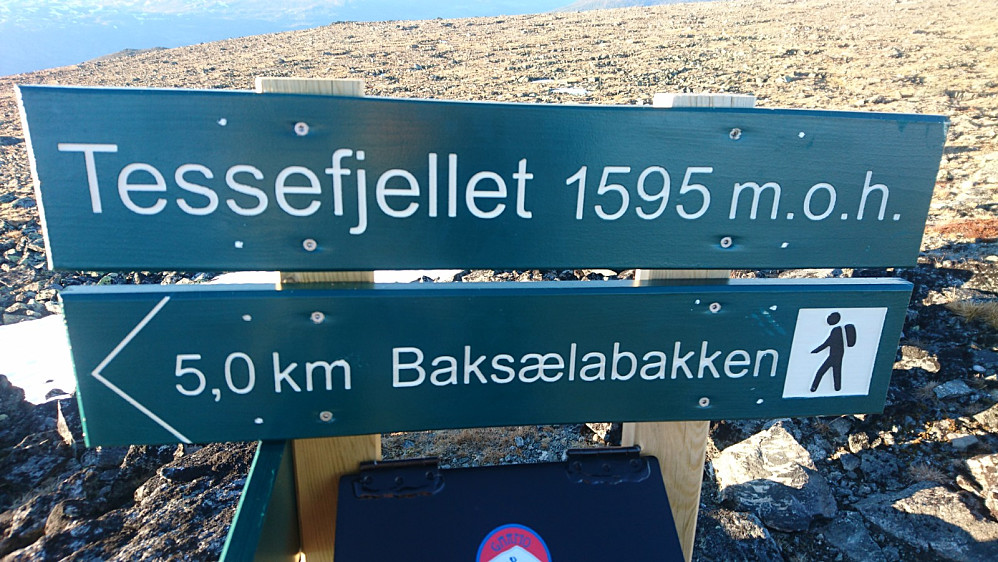 Tessefjellet 1595 m.o.h.
5,0 km Baksælabakken